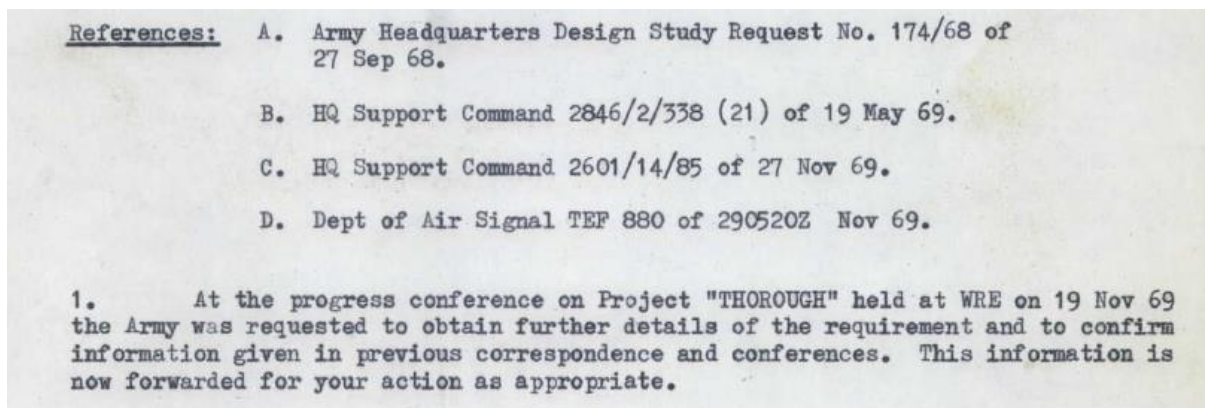 References: A. Army Headquarters Design Study Request No. 174/68 of
27 Sep 68.
B. HQ Support Command 2846/2/338 (21) of 19 May 69.
C. HQ Support Command 2601/14/85 of 27 Nov 69.
D. Dept of Air Signal TEF 880 of 290520Z Nov 69.
1. At the progress conference on Project "THOROUGH" held at WRE on 19 Nov 69
the Army was requested to obtain further details of the requirement and to confirm
information given in previous correspondence and conferences. This information is
now forwarded for your action as appropriate.